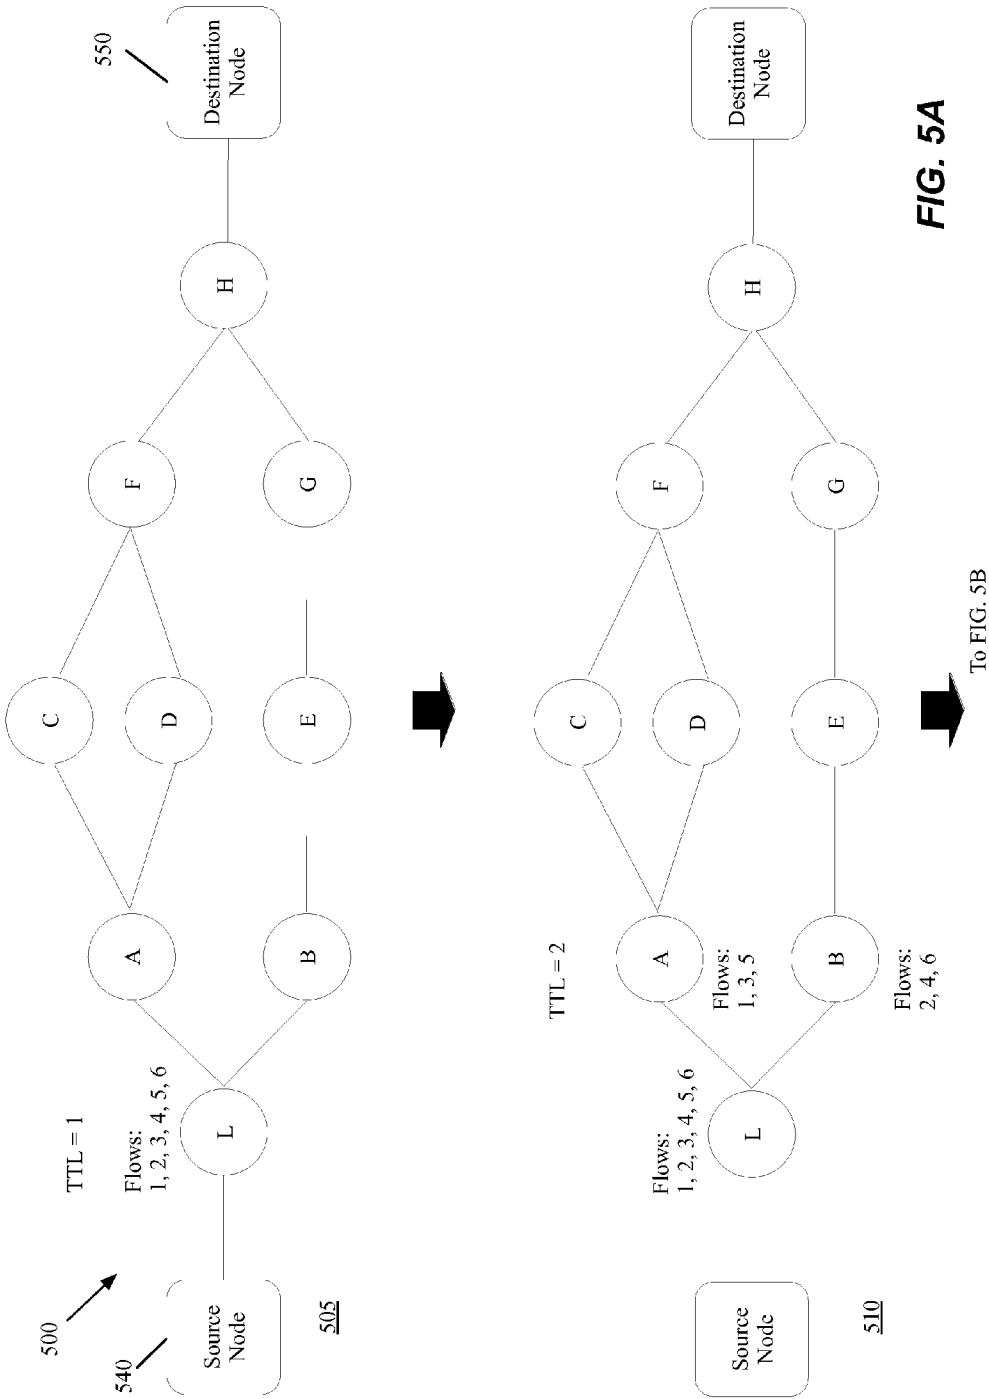 500
540
Source
Node
505
TTL = 1
Flows:
1, 2, 3, 4, 5, 6
L
A
B
C
D
E
F
G
H
Destination
Node
550
Source
Node
510
TTL = 2
Flows:
1, 2, 3, 4, 5, 6
L
A
Flows:
1, 3, 5
B
Flows:
2, 4, 6
C
D
E
F
G
H
Destination
Node
To FIG. 5B
FIG. 5A